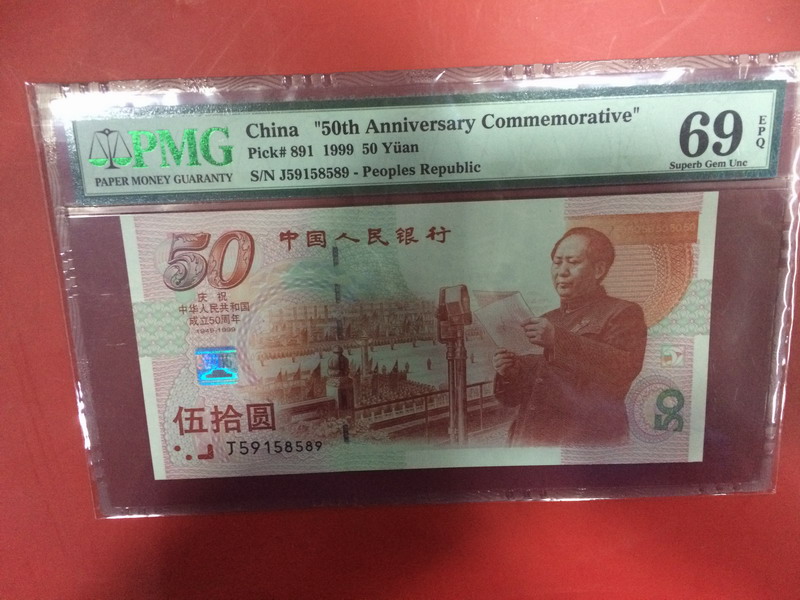 PMG
PAPER MONEY GUARANTY
China "50th Anniversary Commemorative"
Pick# 891 1999 50 Yüan
S/N J59158589 - Peoples Republic
69
EPQ
Superb Gem Unc
50
中国人民银行
庆祝
中华人民共和国
成立50周年
1949-1999
伍拾圆
J59158589
50